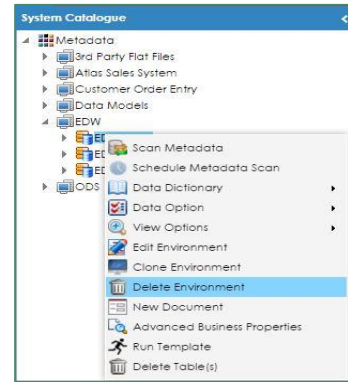 System Catalogue
Metadata
3rd Party Flat Files
Atlas Sales System
Customer Order Entry
Data Models
EDW
Scan Metadata
Schedule Metadata Scan
Data Dictionary
Data Option
View Options
Edit Environment
Clone Environment
Delete Environment
New Document
Advanced Business Properties
Run Template
Delete Table(s)
ODS